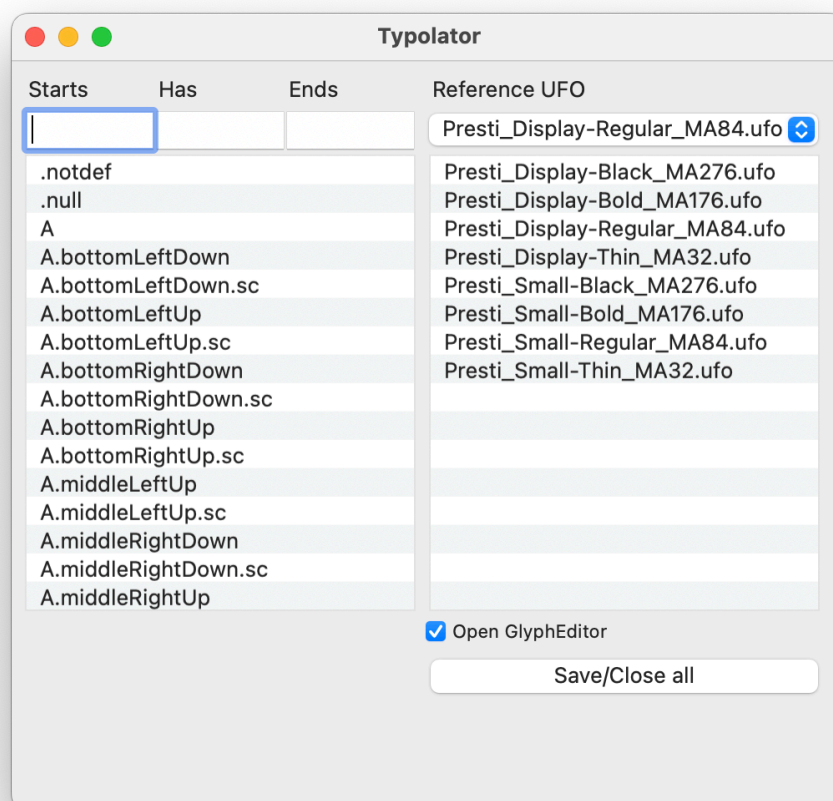 Typolator
Starts Has Ends Reference UFO
Presti_Display-Regular_MA84.ufo
.notdef
.null
A
A.bottomLeftDown
A.bottomLeftDown.sc
A.bottomLeftUp
A.bottomLeftUp.sc
A.bottomRightDown
A.bottomRightDown.sc
A.bottomRightUp
A.bottomRightUp.sc
A.middleLeftUp
A.middleLeftUp.sc
A.middleRightDown
A.middleRightDown.sc
A.middleRightUp
Presti_Display-Black_MA276.ufo
Presti_Display-Bold_MA176.ufo
Presti_Display-Regular_MA84.ufo
Presti_Display-Thin_MA32.ufo
Presti_Small-Black_MA276.ufo
Presti_Small-Bold_MA176.ufo
Presti_Small-Regular_MA84.ufo
Presti_Small-Thin_MA32.ufo
Open GlyphEditor
Save/Close all